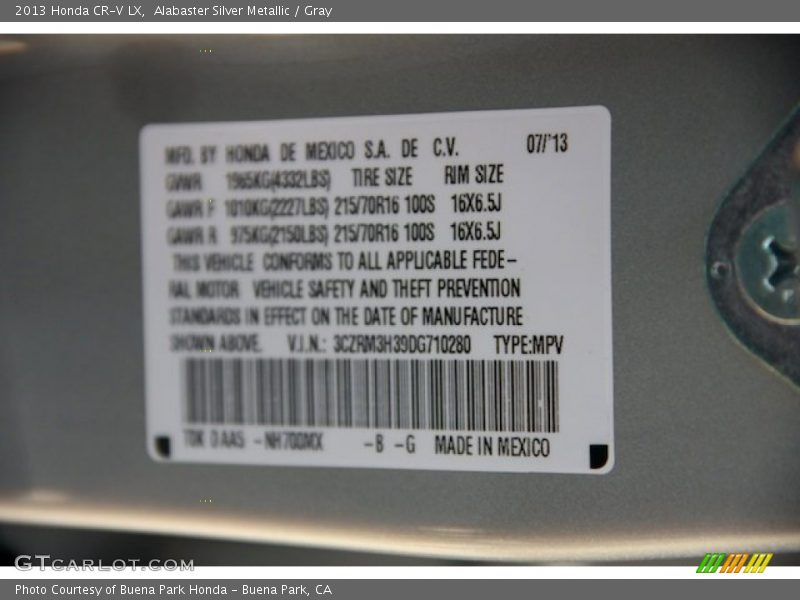 2013 Honda CR-V LX,  Alabaster Silver Metallic / Gray
MFD. BY HONDA DE MEXICO S.A. DE C.V. 07/'13
GVWR 1965KG(4332LBS) TIRE SIZE RIM SIZE
GAWR F 1010KG(2227LBS) 215/70R16 100S 16X6.5J
GAWR R 975KG(2150LBS) 215/70R16 100S 16X6.5J
THIS VEHICLE CONFORMS TO ALL APPLICABLE FEDE-
RAL MOTOR VEHICLE SAFETY AND THEFT PREVENTION
STANDARDS IN EFFECT ON THE DATE OF MANUFACTURE
SHOWN ABOVE. V.I.N.: 3CZRM3H39DG710280 TYPE:MPV
-NH700MX -B -G MADE IN MEXICO
GTCARLOT.COM
Photo Courtesy of Buena Park Honda - Buena Park, CA